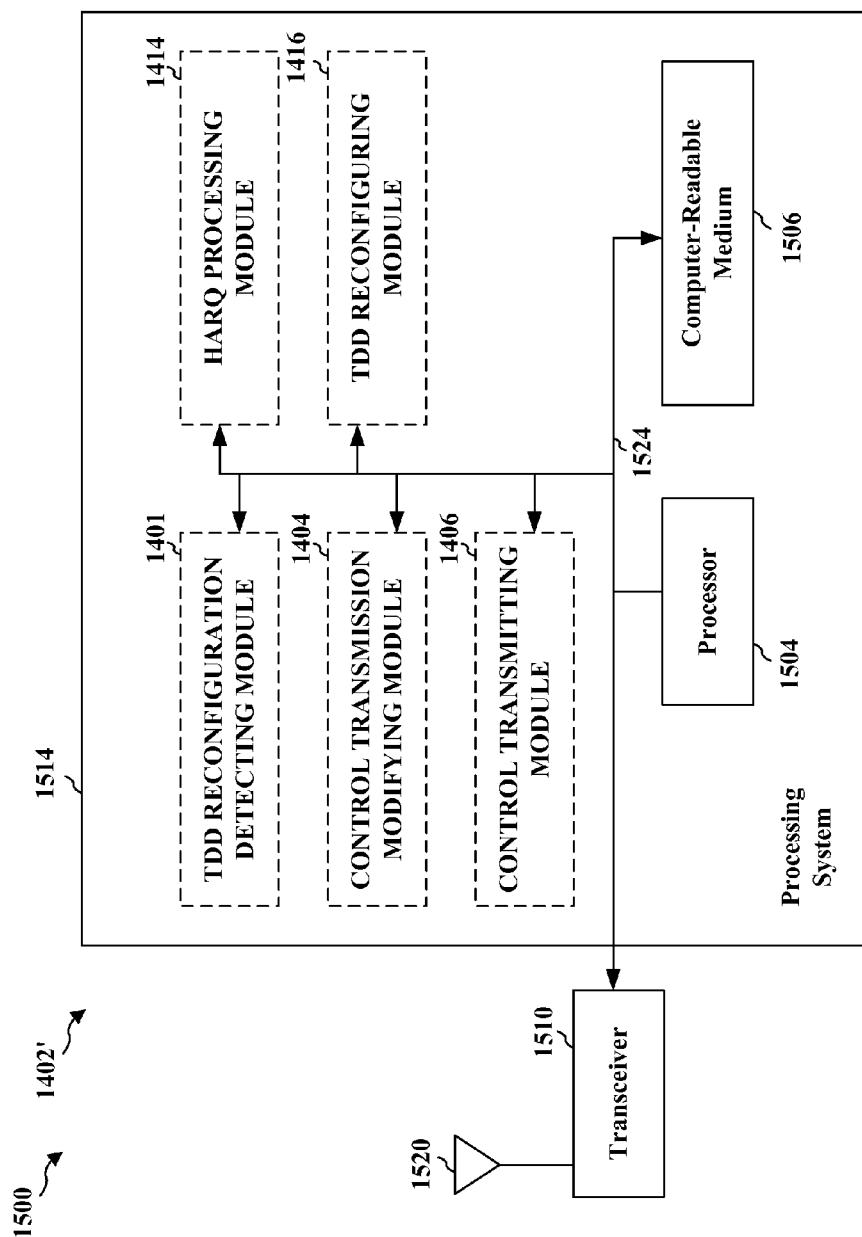 1500
1402'
1514
1401
TDD RECONFIGURATION
DETECTING MODULE
1414
HARQ PROCESSING
MODULE
1404
CONTROL TRANSMISSION
MODIFYING MODULE
1416
TDD RECONFIGURING
MODULE
1406
CONTROL TRANSMITTING
MODULE
1520
1510
Transceiver
1524
Processor
1504
Computer-Readable
Medium
1506
Processing
System